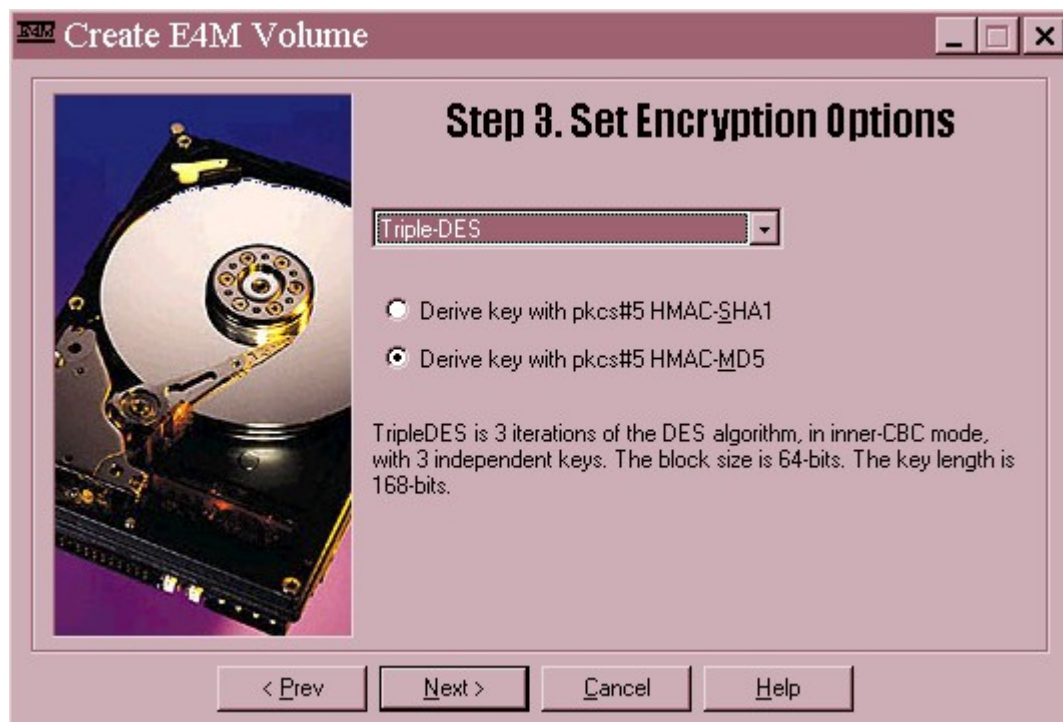 E4M Create E4M Volume
Step 3. Set Encryption Options
Triple-DES
Derive key with pkcs#5 HMAC-SHA1
Derive key with pkcs#5 HMAC-MD5
TripleDES is 3 iterations of the DES algorithm, in inner-CBC mode,
with 3 independent keys. The block size is 64-bits. The key length is
168-bits.
< Prev Next > Cancel Help